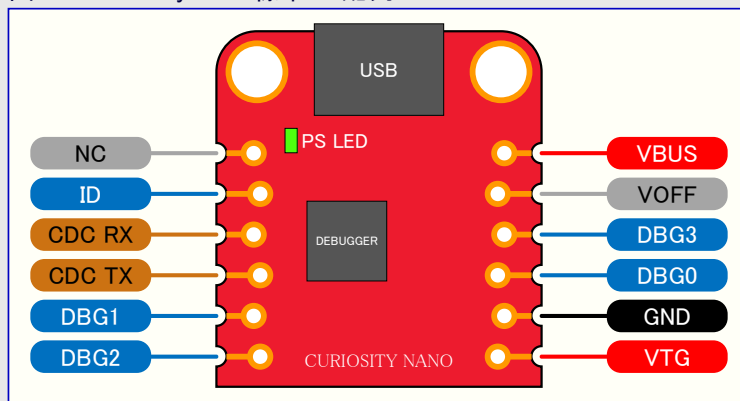 USB
PS LED
NC
VBUS
ID
VOFF
CDC RX
DEBUGGER
DBG3
CDC TX
DBG0
DBG1
GND
DBG2
CURIOSITY NANO
VTG